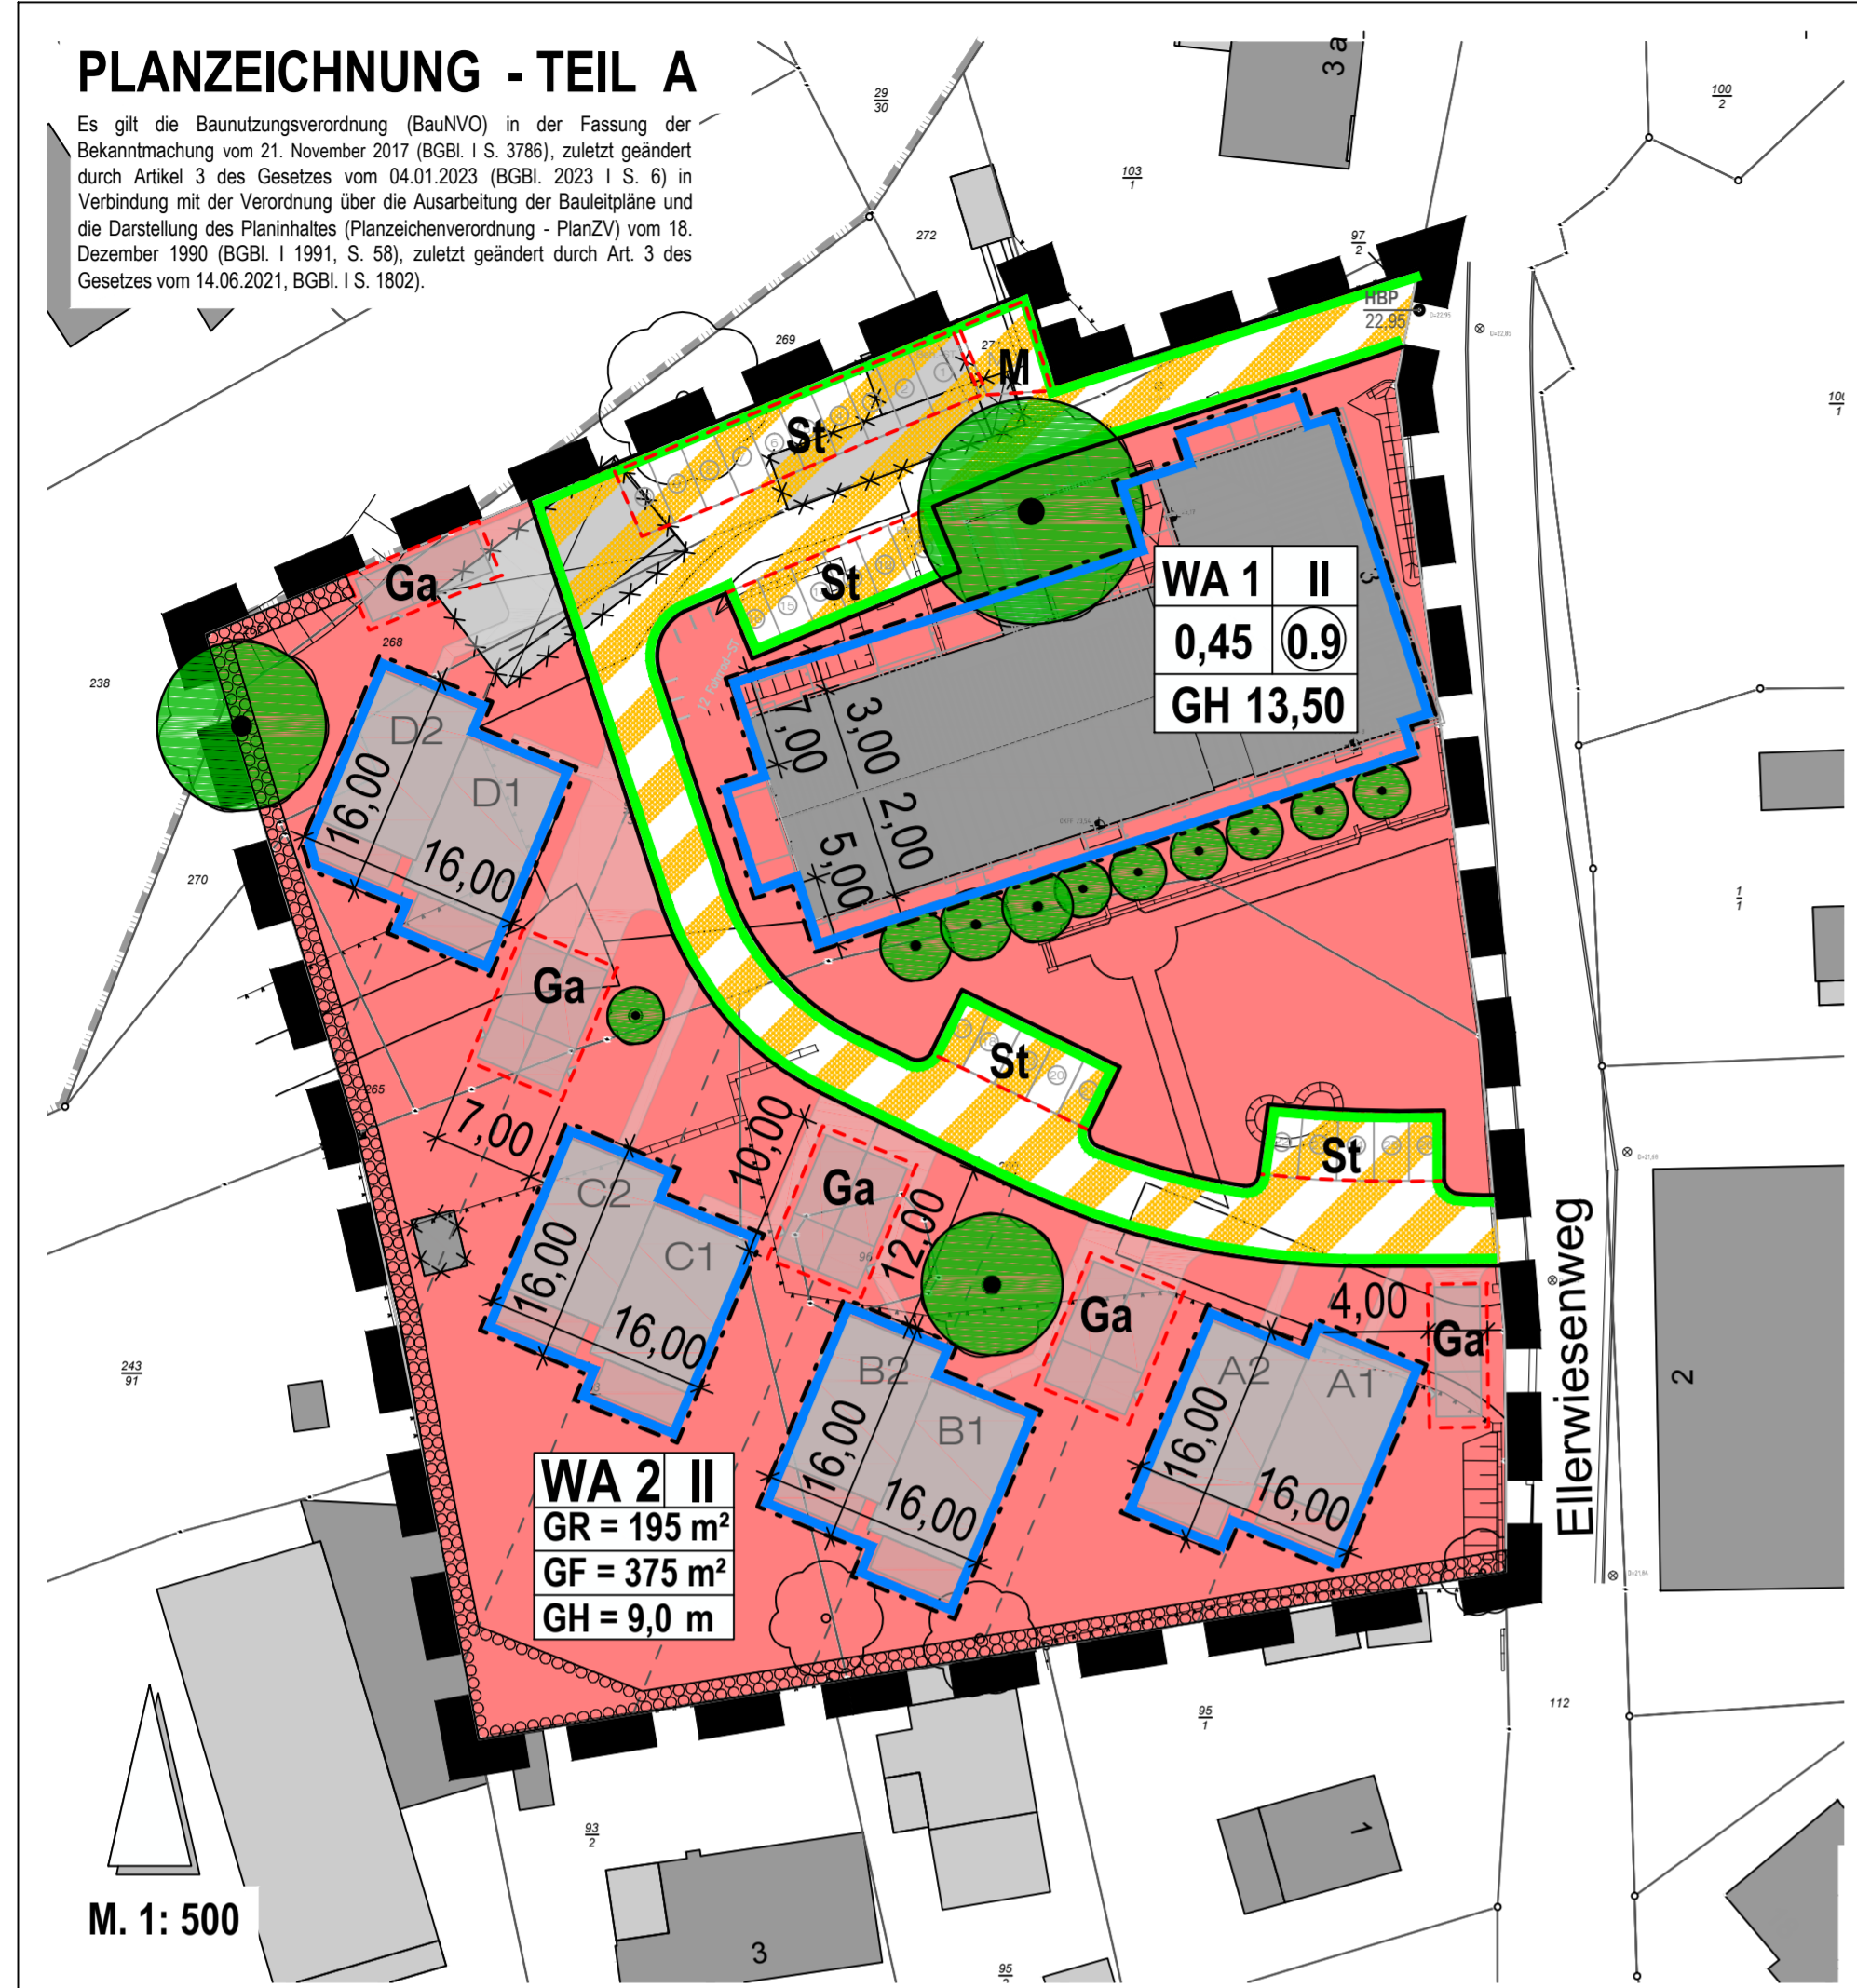 PLANZEICHNUNG - TEIL A
Es gilt die Baunutzungsverordnung (BauNVO) in der Fassung der
Bekanntmachung vom 21. November 2017 (BGBl. I S. 3786), zuletzt geändert
durch Artikel 3 des Gesetzes vom 04.01.2023 (BGBl. 2023 I S. 6) in
Verbindung mit der Verordnung über die Ausarbeitung der Bauleitpläne und
die Darstellung des Planinhaltes (Planzeichenverordnung - PlanZV) vom 18.
Dezember 1990 (BGBl. I 1991, S. 58), zuletzt geändert durch Art. 3 des
Gesetzes vom 14.06.2021, BGBl. I S. 1802).
3 a
29
30
100
2
103
1
272
97
2
HBP
22.95
269
M
St
St
Ga
268
238
WA 1 II
0,45 0.9
GH 13,50
3
12 Fahrrad-ST
7,00
3,00
2,00
5,00
D2
D1
16,00
16,00
270
1
1
Ga
St
265
7,00
10,00
Ga
St
C2
C1
16,00
16,00
12,00
Ga
4,00
Ga
B2
B1
16,00
16,00
A2
A1
16,00
16,00
243
91
2
Ellerwiesenweg
WA 2 II
GR = 195 m²
GF = 375 m²
GH = 9,0 m
95
1
112
93
2
1
3
95
M. 1: 500